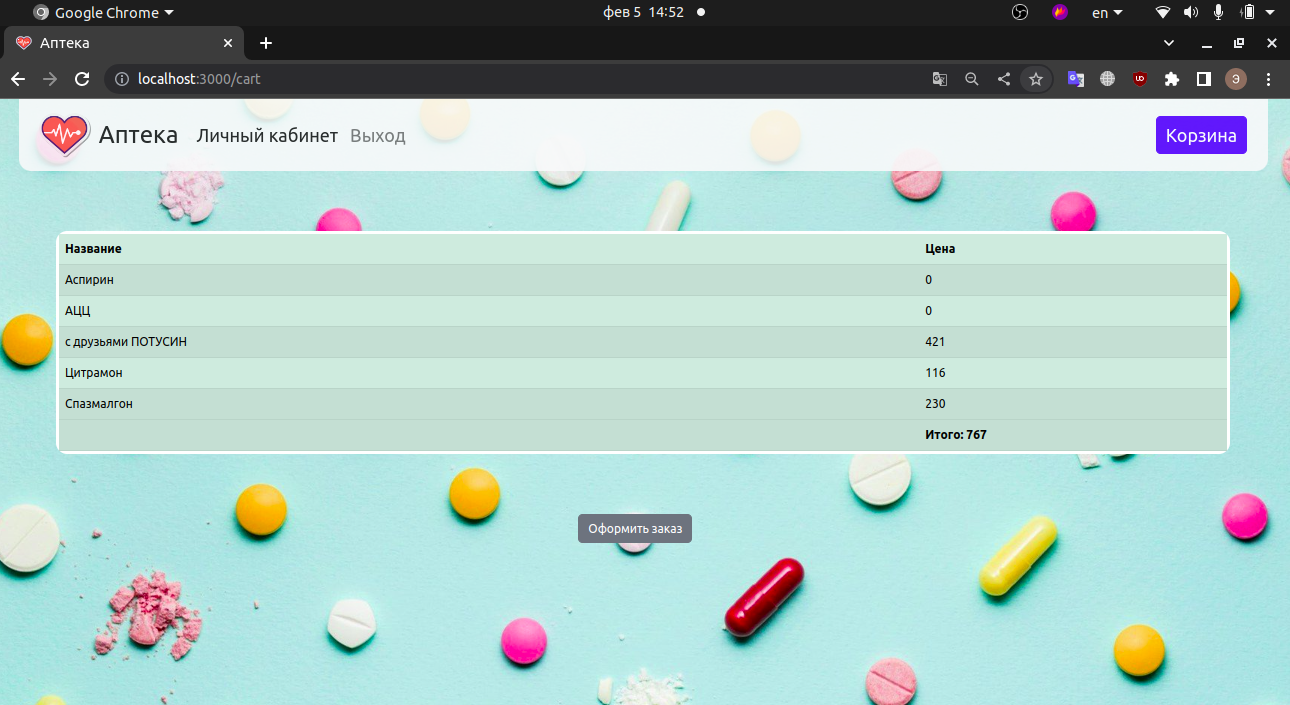 Google Chrome
фев 5 14:52
en
Аптека
localhost:3000/cart
Э
Аптека Личный кабинет Выход Корзина
Название Цена
Аспирин 0
АЦЦ 0
с друзьями ПОТУСИН 421
Цитрамон 116
Спазмалгон 230
Итого: 767
Оформить заказ